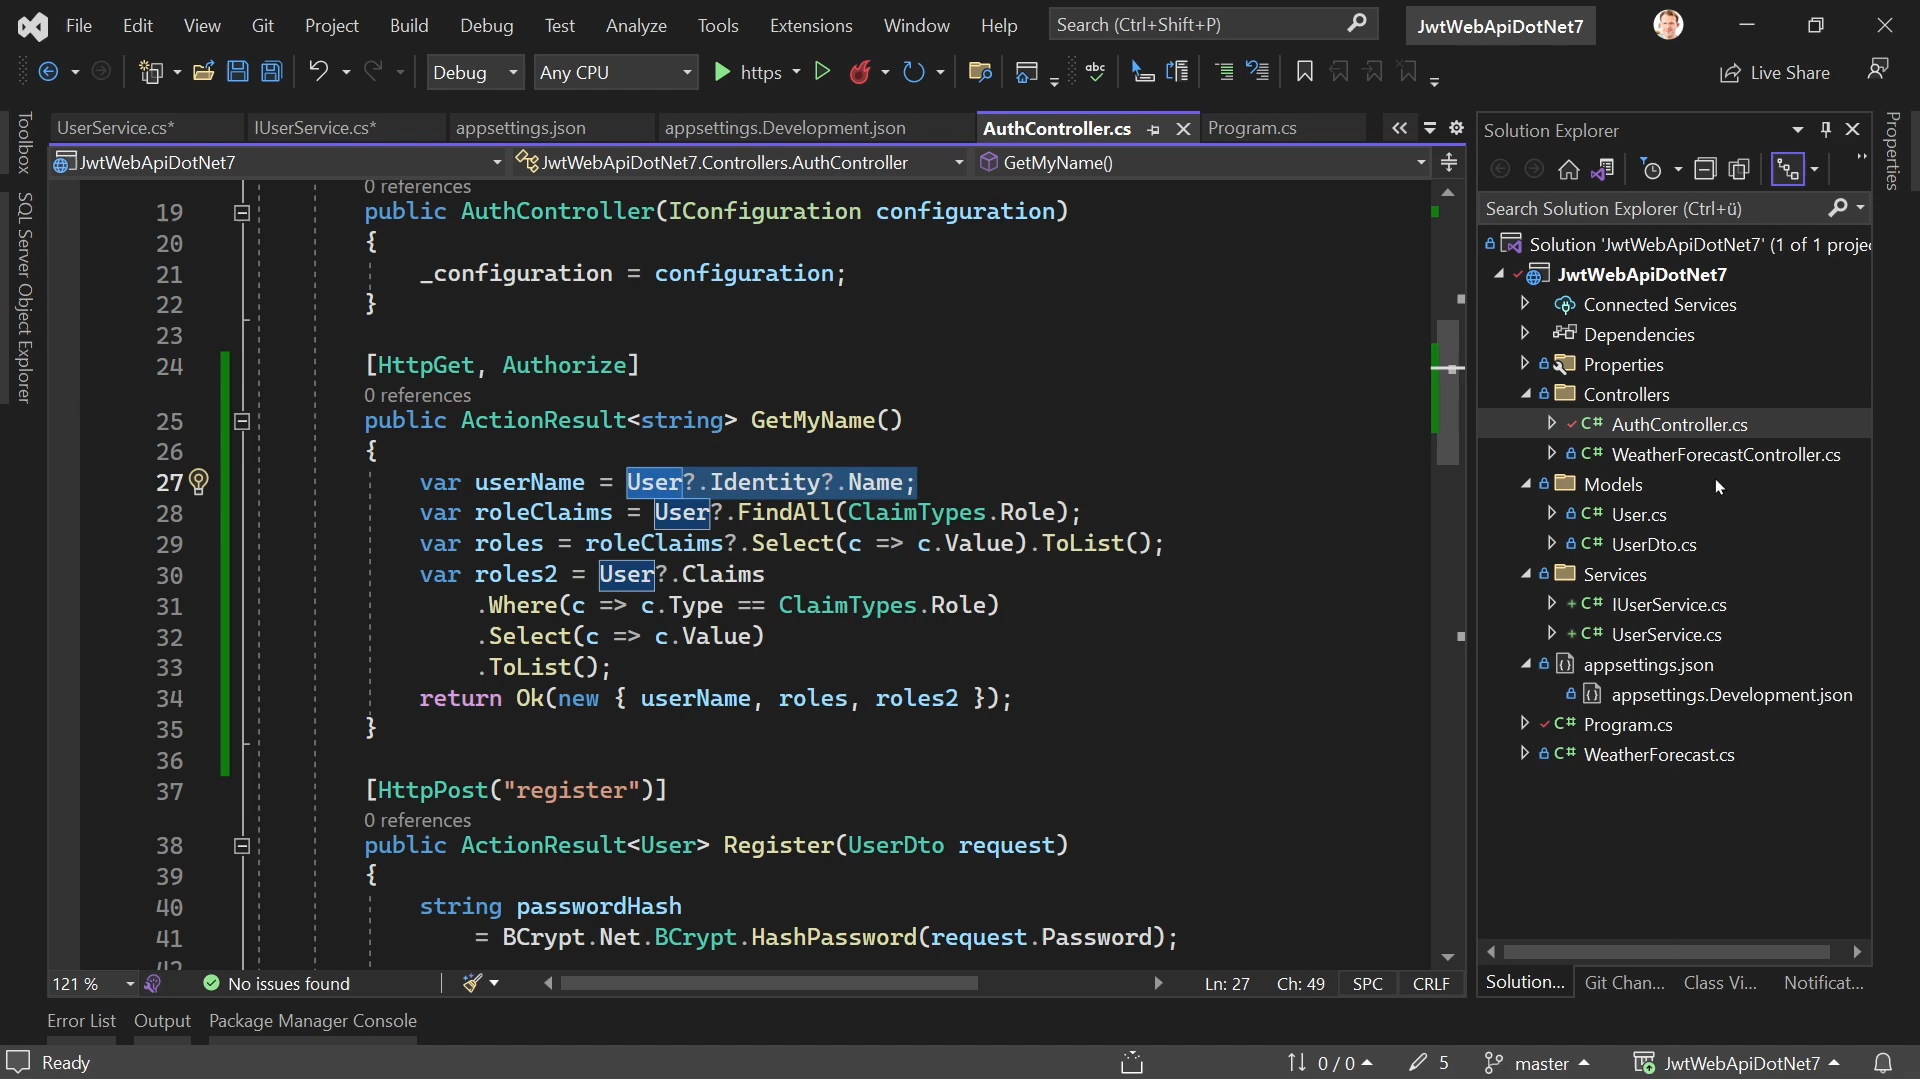 File Edit View Git Project Build Debug Test Analyze Tools Extensions Window Help Search (Ctrl+Shift+P) JwtWebApiDotNet7
Debug Any CPU https abc Live Share
UserService.cs* IUserService.cs* appsettings.json appsettings.Development.json AuthController.cs Program.cs
JwtWebApiDotNet7 JwtWebApiDotNet7.Controllers.AuthController GetMyName()
0 references
19 public AuthController(IConfiguration configuration)
20 {
21 _configuration = configuration;
22 }
23
24 [HttpGet, Authorize]
0 references
25 public ActionResult<string> GetMyName()
26 {
27 var userName = User?.Identity?.Name;
28 var roleClaims = User?.FindAll(ClaimTypes.Role);
29 var roles = roleClaims?.Select(c => c.Value).ToList();
30 var roles2 = User?.Claims
31 .Where(c => c.Type == ClaimTypes.Role)
32 .Select(c => c.Value)
33 .ToList();
34 return Ok(new { userName, roles, roles2 });
35 }
36
37 [HttpPost("register")]
0 references
38 public ActionResult<User> Register(UserDto request)
39 {
40 string passwordHash
41 = BCrypt.Net.BCrypt.HashPassword(request.Password);
42
121 % No issues found Ln: 27 Ch: 49 SPC CRLF
Error List Output Package Manager Console
Toolbox
SQL Server Object Explorer
Solution Explorer
Search Solution Explorer (Ctrl+ü)
Solution 'JwtWebApiDotNet7' (1 of 1 proje
JwtWebApiDotNet7
Connected Services
Dependencies
Properties
Controllers
C# AuthController.cs
C# WeatherForecastController.cs
Models
C# User.cs
C# UserDto.cs
Services
C# IUserService.cs
C# UserService.cs
appsettings.json
appsettings.Development.json
C# Program.cs
C# WeatherForecast.cs
Solution... Git Chan... Class Vi... Notificat...
Properties
Ready 0 / 0 5 master JwtWebApiDotNet7